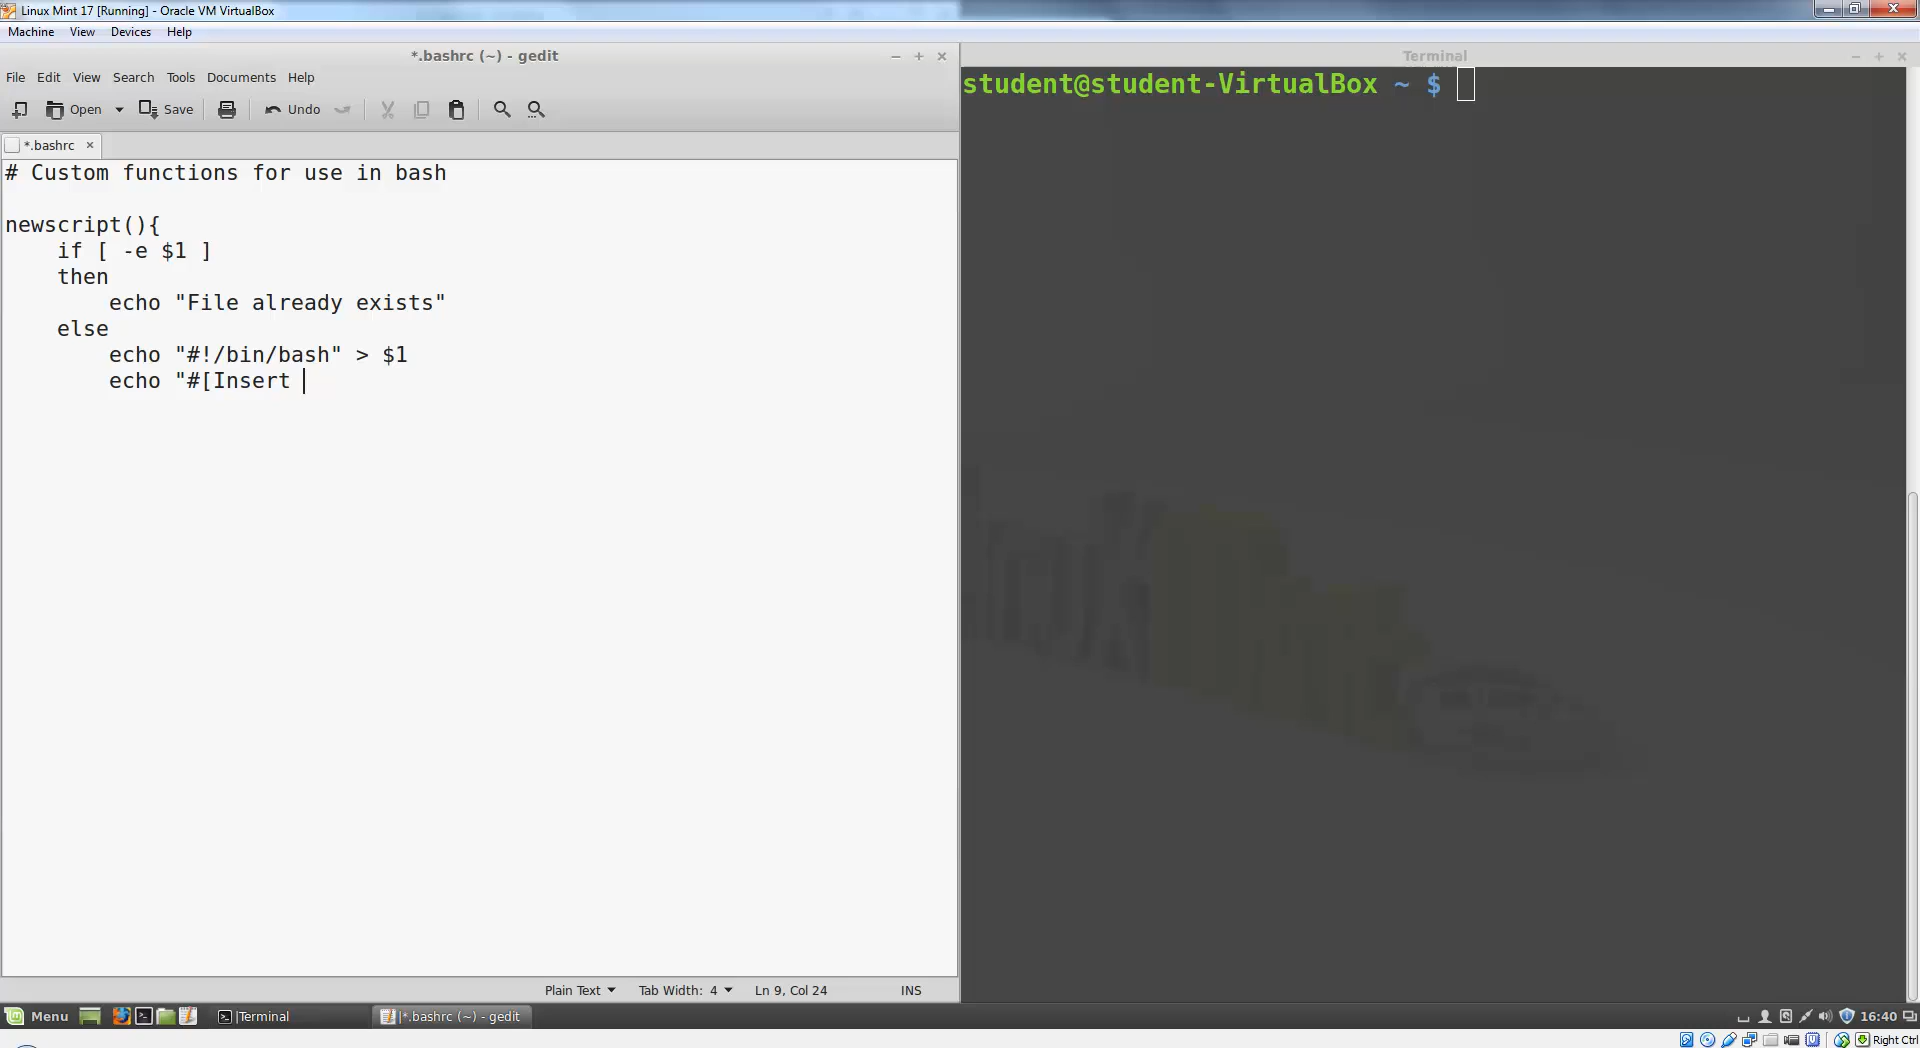 Linux Mint 17 [Running] - Oracle VM VirtualBox
Machine View Devices Help
*.bashrc (~) - gedit
Terminal
File Edit View Search Tools Documents Help
student@student-VirtualBox ~ $
Open Save Undo
*.bashrc
# Custom functions for use in bash
newscript(){
    if [ -e $1 ]
    then
        echo "File already exists"
    else
        echo "#!/bin/bash" > $1
        echo "#[Insert
Plain Text Tab Width: 4 Ln 9, Col 24 INS
Menu Terminal *.bashrc (~) - gedit 16:40
Right Ctrl